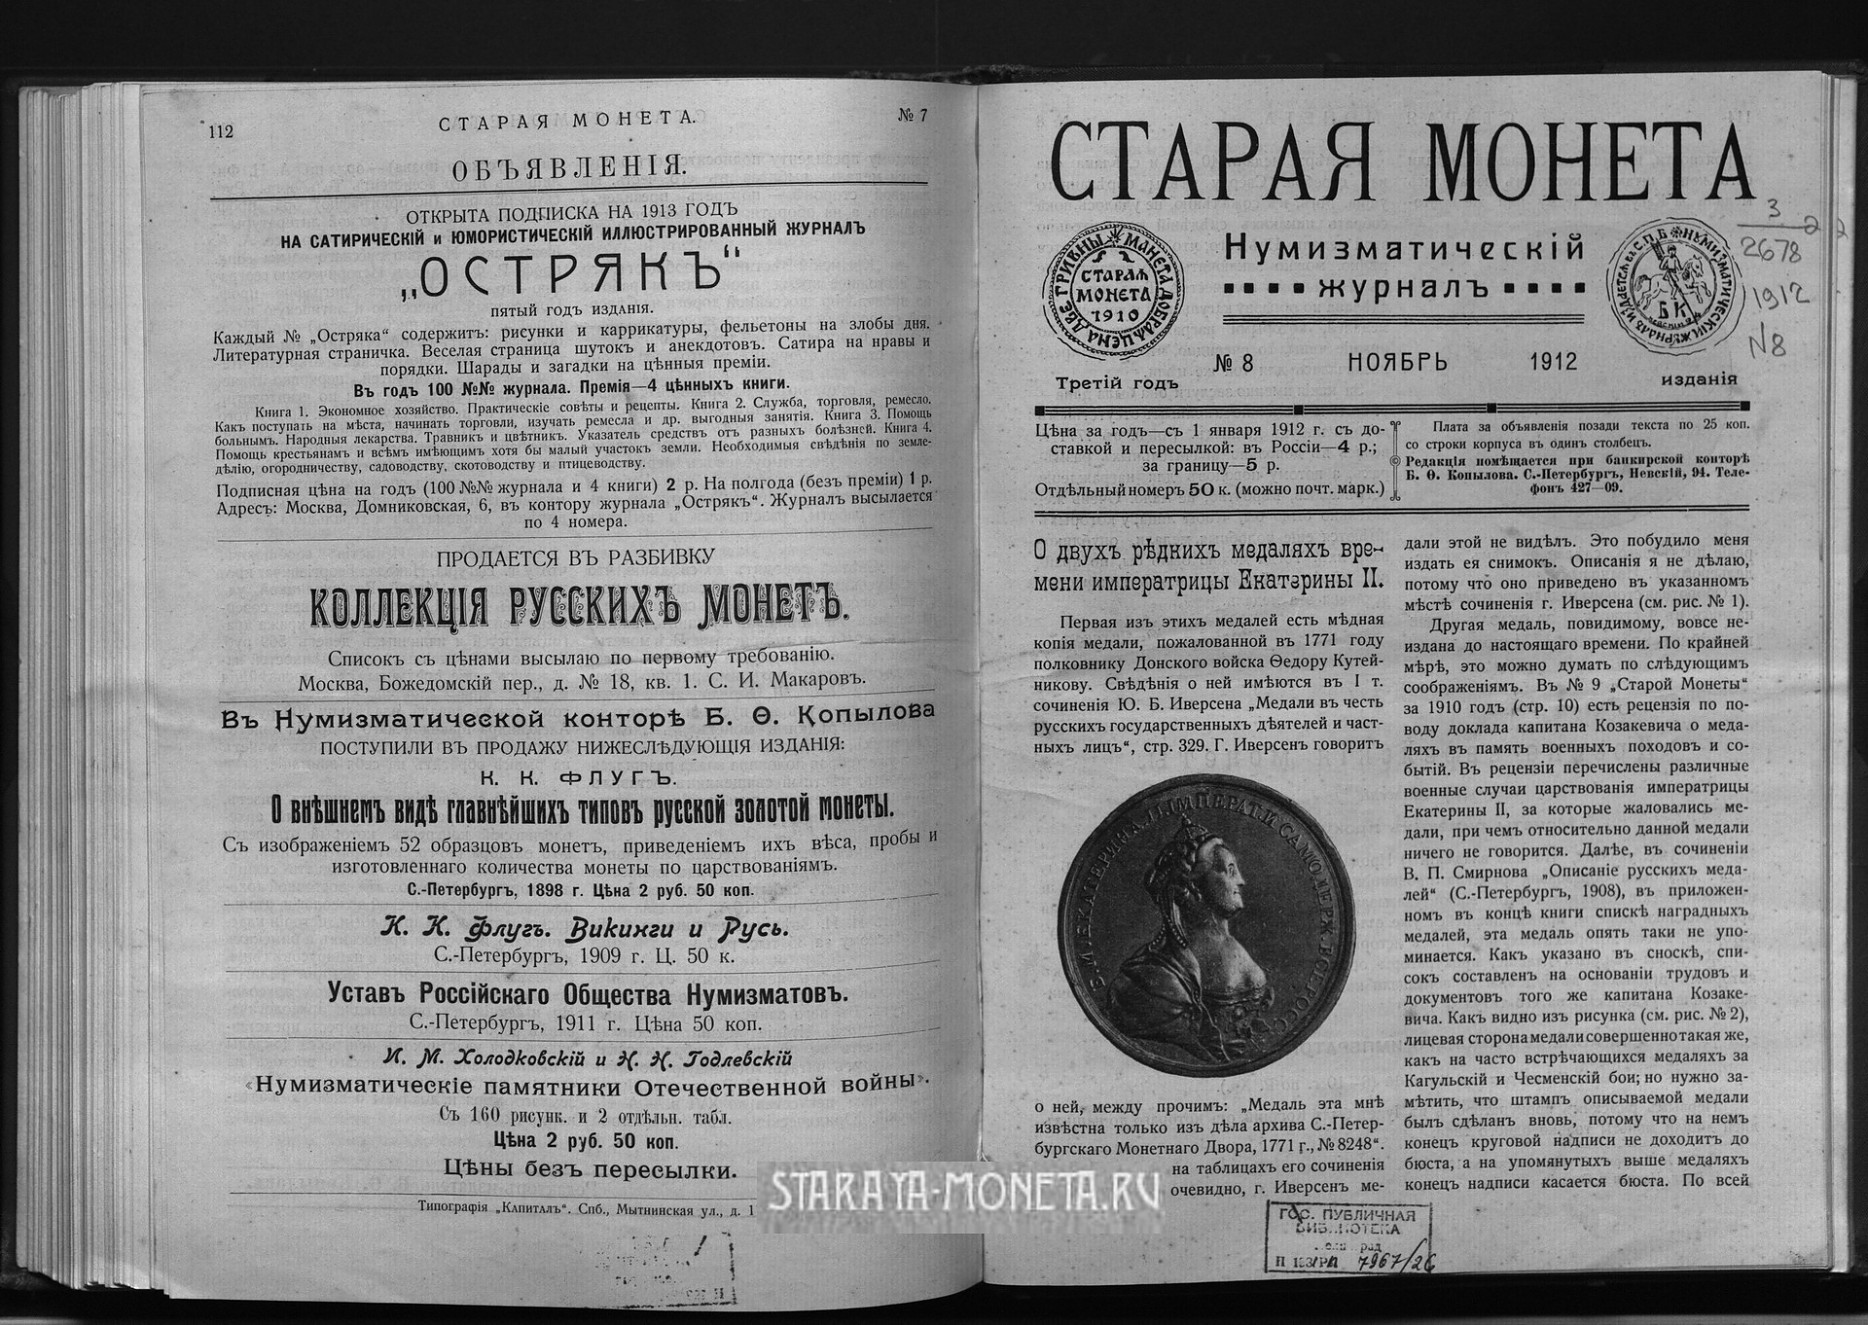 112
СТАРАЯ МОНЕТА.
№ 7
ОБЪЯВЛЕНІЯ.
ОТКРЫТА ПОДПИСКА НА 1913 ГОДЪ
НА САТИРИЧЕСКІЙ и ЮМОРИСТИЧЕСКІЙ ИЛЛЮСТРИРОВАННЫЙ ЖУРНАЛЪ
„ОСТРЯКЪ“
ПЯТЫЙ ГОДЪ ИЗДАНІЯ.
Каждый № „Остряка“ содержитъ: рисунки и каррикатуры, фельетоны на злобы дня.
Литературная страничка. Веселая страница шутокъ и анекдотовъ. Сатира на нравы и
порядки. Шарады и загадки на цѣнныя преміи.
Въ годъ 100 №№ журнала. Премія—4 цѣнныхъ книги.
Книга 1. Экономное хозяйство. Практическіе совѣты и рецепты. Книга 2. Служба, торговля, ремесло.
Какъ поступать на мѣста, начинать торговли, изучать ремесла и др. выгодныя занятія. Книга 3. Помощь
больнымъ. Народныя лекарства. Травникъ и цвѣтникъ. Указатель средствъ отъ разныхъ болѣзней. Книга 4.
Помощь крестьянамъ и всѣмъ имѣющимъ хотя бы малый участокъ земли. Необходимыя свѣдѣнія по земле-
дѣлію, огородничеству, садоводству, скотоводству и птицеводству.
Подписная цѣна на годъ (100 №№ журнала и 4 книги) 2 р. На полгода (безъ преміи) 1 р.
Адресъ: Москва, Домниковская, 6, въ контору журнала „Острякъ“. Журналъ высылается
по 4 номера.
ПРОДАЕТСЯ ВЪ РАЗБИВКУ
КОЛЛЕКЦІЯ РУССКИХЪ МОНЕТЪ.
Списокъ съ цѣнами высылаю по первому требованію.
Москва, Божедомскій пер., д. № 18, кв. 1. С. И. Макаровъ.
Въ Нумизматической конторѣ Б. Ѳ. Копылова
ПОСТУПИЛИ ВЪ ПРОДАЖУ НИЖЕСЛѢДУЮЩІЯ ИЗДАНІЯ:
К. К. ФЛУГЪ.
О внѣшнемъ видѣ главнѣйшихъ типовъ русской золотой монеты.
Съ изображеніемъ 52 образцовъ монетъ, приведеніемъ ихъ вѣса, пробы и
изготовленнаго количества монеты по царствованіямъ.
С.-Петербургъ, 1898 г. Цѣна 2 руб. 50 коп.
К. К. Флугъ. Викинги и Русь.
С.-Петербургъ, 1909 г. Ц. 50 к.
Уставъ Россійскаго Общества Нумизматовъ.
С.-Петербургъ, 1911 г. Цѣна 50 коп.
И. М. Холодковскій и Н. Н. Годлевскій
«Нумизматическіе памятники Отечественной войны».
Съ 160 рисунк. и 2 отдѣльн. табл.
Цѣна 2 руб. 50 коп.
Цѣны безъ пересылки.
Типографія „Капиталъ“. Спб., Мытнинская ул., д. 1
СТАРАЯ МОНЕТА
ДВЕ ГРИВНЫ МОНЕТА ДОБРАЯ ЦЕНА
СТАРАЯ
МОНЕТА
1910
Нумизматическій
журналъ
НУМИЗМАТИЧЕСКІЙ ЖУРНАЛЪ ИЗДАЕТСЯ ВЪ С.П.Б.
БК
3
2678
1912
N8
№ 8 НОЯБРЬ 1912
Третій годъ изданія
Цѣна за годъ—съ 1 января 1912 г. съ до-
ставкой и пересылкой: въ Россіи—4 р.;
за границу—5 р.
Отдѣльный номеръ 50 к. (можно почт. марк.)
Плата за объявленія позади текста по 25 коп.
со строки корпуса въ одинъ столбецъ.
Редакція помѣщается при банкирской конторѣ
Б. Ѳ. Копылова. С.-Петербургъ, Невскій, 94. Теле-
фонъ 427—09.
О двухъ рѣдкихъ медаляхъ вре-
мени императрицы Екатерины II.
Первая изъ этихъ медалей есть мѣдная
копія медали, пожалованной въ 1771 году
полковнику Донского войска Ѳедору Кутей-
никову. Свѣдѣнія о ней имѣются въ I т.
сочиненія Ю. Б. Иверсена „Медали въ честь
русскихъ государственныхъ дѣятелей и част-
ныхъ лицъ“, стр. 329. Г. Иверсенъ говоритъ
Б. М. ЕКАТЕРИНА. II. IМПЕРАТ. И САМОДЕРЖ. ВСЕРОСС.
о ней, между прочимъ: „Медаль эта мнѣ
извѣстна только изъ дѣла архива С.-Петер-
бургскаго Монетнаго Двора, 1771 г., № 8248“.
на таблицахъ его сочиненія
очевидно, г. Иверсенъ ме-
дали этой не видѣлъ. Это побудило меня
издать ея снимокъ. Описанія я не дѣлаю,
потому что оно приведено въ указанномъ
мѣстѣ сочиненія г. Иверсена (см. рис. № 1).
Другая медаль, повидимому, вовсе не-
издана до настоящаго времени. По крайней
мѣрѣ, это можно думать по слѣдующимъ
соображеніямъ. Въ № 9 „Старой Монеты“
за 1910 годъ (стр. 10) есть рецензія по по-
воду доклада капитана Козакевича о меда-
ляхъ въ память военныхъ походовъ и со-
бытій. Въ рецензіи перечислены различные
военные случаи царствованія императрицы
Екатерины II, за которые жаловались ме-
дали, при чемъ относительно данной медали
ничего не говорится. Далѣе, въ сочиненіи
В. П. Смирнова „Описаніе русскихъ меда-
лей“ (С.-Петербургъ, 1908), въ приложен-
номъ въ концѣ книги спискѣ наградныхъ
медалей, эта медаль опять таки не упо-
минается. Какъ указано въ сноскѣ, спи-
сокъ составленъ на основаніи трудовъ и
документовъ того же капитана Козаке-
вича. Какъ видно изъ рисунка (см. рис. № 2),
лицевая сторона медали совершенно такая же,
какъ на часто встрѣчающихся медаляхъ за
Кагульскій и Чесменскій бои; но нужно за-
мѣтить, что штампъ описываемой медали
былъ сдѣланъ вновь, потому что на немъ
конецъ круговой надписи не доходитъ до
бюста, а на упомянутыхъ выше медаляхъ
конецъ надписи касается бюста. По всей
STARAYA-MONETA.RU
ГОС. ПУБЛИЧНАЯ
БИБЛИОТЕКА
7967/26